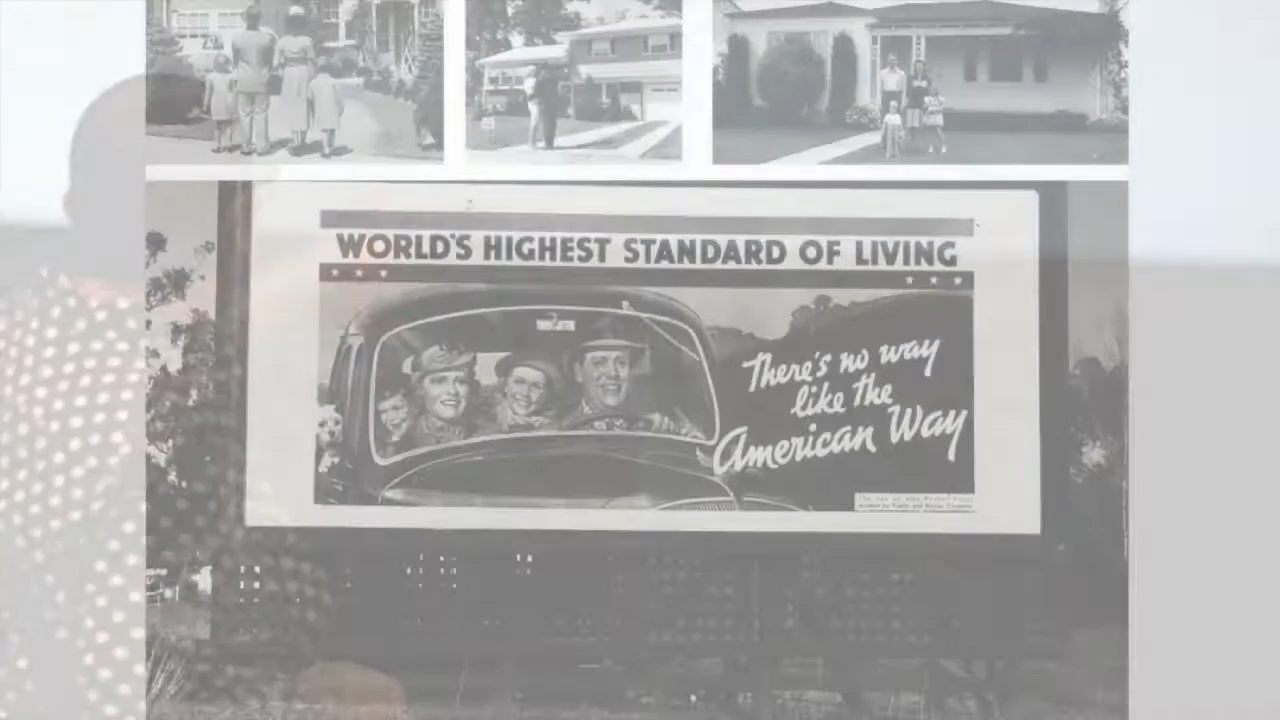 WORLD'S HIGHEST STANDARD OF LIVING
There's no way
like the
American Way